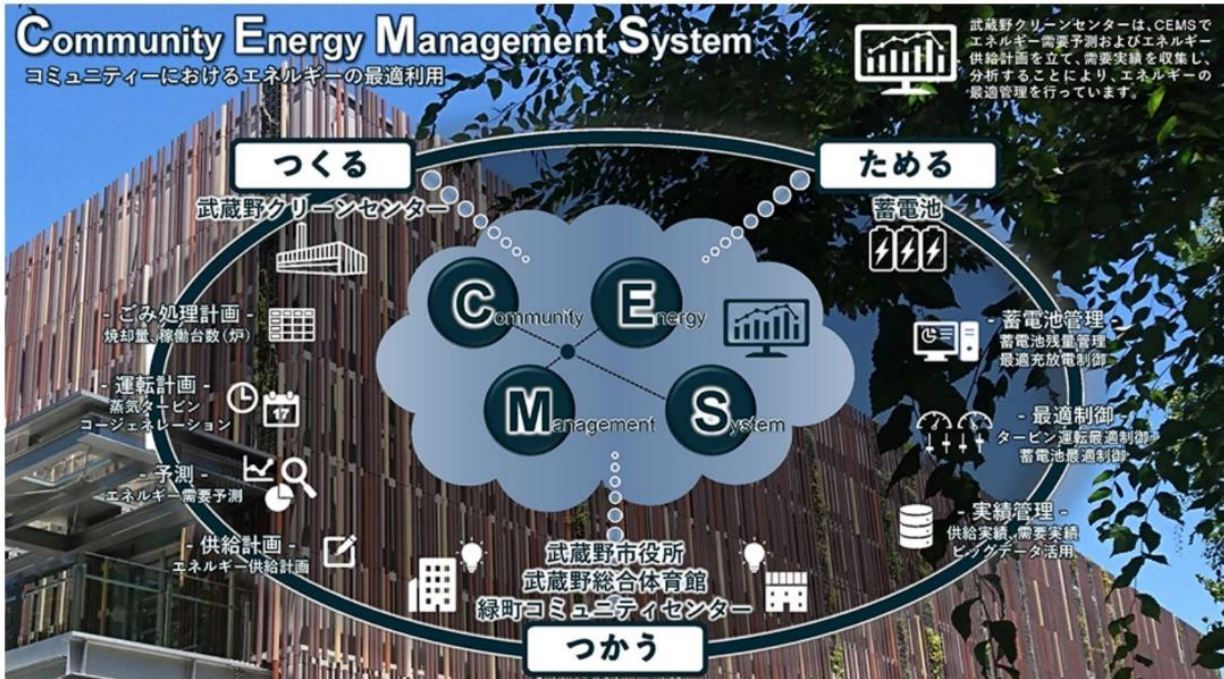 Community Energy Management System
コミュニティーにおけるエネルギーの最適利用
武蔵野クリーンセンターは、CEMSで
エネルギー需要予測およびエネルギー
供給計画を立て、需要実績を収集し、
分析することにより、エネルギーの
最適管理を行っています。
つくる
武蔵野クリーンセンター
ためる
蓄電池
Community
Energy
Management
System
- ごみ処理計画 -
焼却量、稼働台数(炉)
- 運転計画 -
蒸気タービン
コージェネレーション
17
- 予測 -
エネルギー需要予測
- 供給計画 -
エネルギー供給計画
- 蓄電池管理 -
蓄電池残量管理
最適充放電制御
- 最適制御 -
タービン運転最適制御
蓄電池最適制御
- 実績管理 -
供給実績、需要実績
ビッグデータ活用
武蔵野市役所
武蔵野総合体育館
緑町コミュニティセンター
つかう